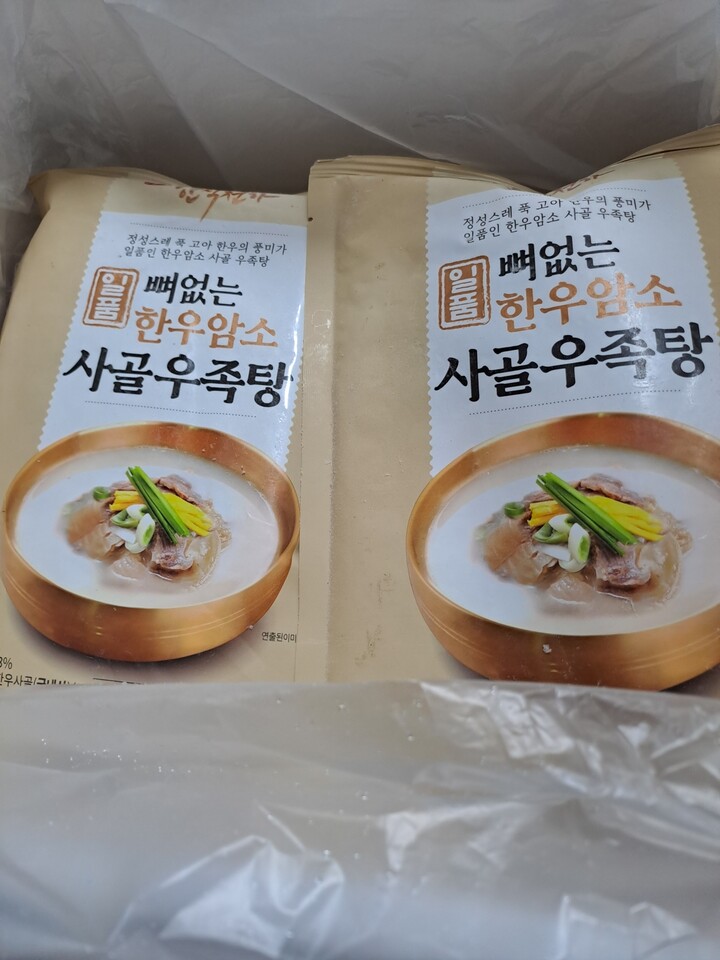 정성스레 푹 고아 한우의 풍미가
일품인 한우암소 사골 우족탕
일품
뼈없는
한우암소
사골우족탕
연출된이미
3%
정성스레 푹 고아 한우의 풍미가
일품인 한우암소 사골 우족탕
일품
뼈없는
한우암소
사골우족탕